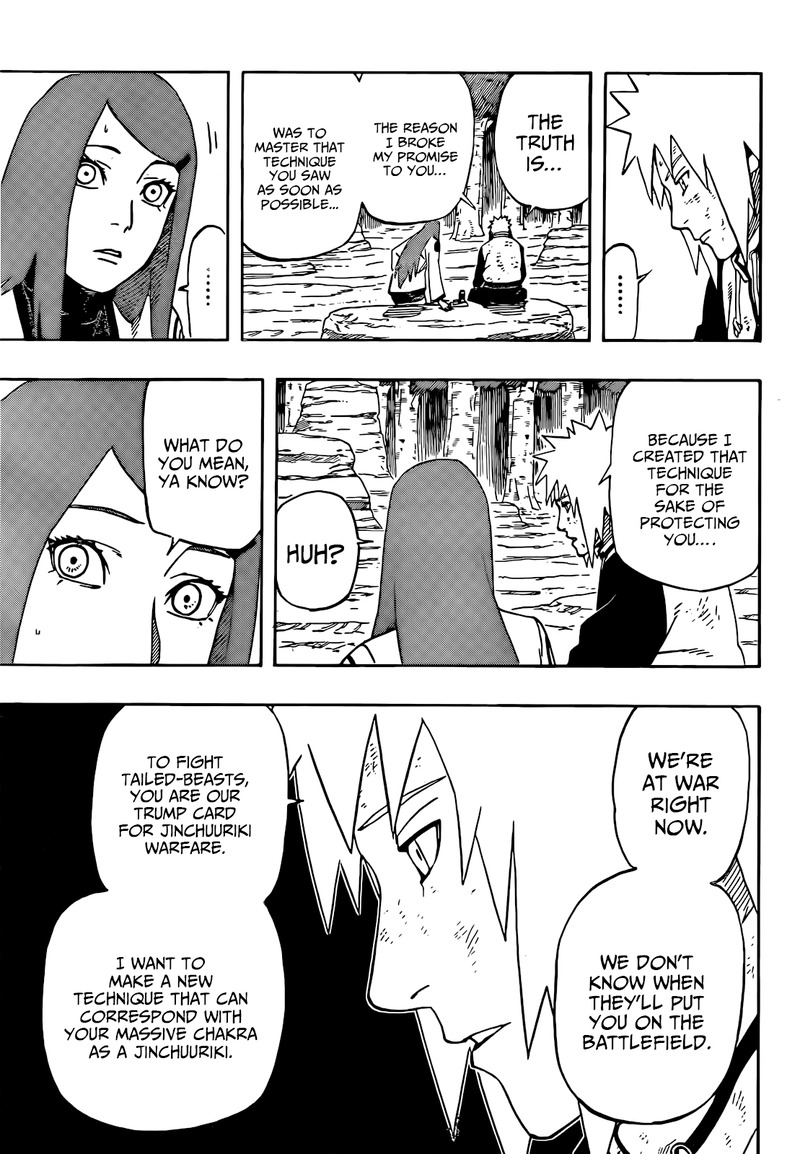 ......
THE
TRUTH
IS...
THE REASON
I BROKE
MY PROMISE
TO YOU...
WAS TO
MASTER THAT
TECHNIQUE
YOU SAW
AS SOON AS
POSSIBLE...
......
BECAUSE I
CREATED THAT
TECHNIQUE
FOR THE
SAKE OF
PROTECTING
YOU....
HUH?
WHAT DO
YOU MEAN,
YA KNOW?
WE'RE
AT WAR
RIGHT
NOW.
WE DON'T
KNOW WHEN
THEY'LL PUT
YOU ON THE
BATTLEFIELD.
TO FIGHT
TAILED-BEASTS,
YOU ARE OUR
TRUMP CARD
FOR JINCHUURIKI
WARFARE.
I WANT TO
MAKE A NEW
TECHNIQUE THAT CAN
CORRESPOND WITH
YOUR MASSIVE CHAKRA
AS A JINCHUURIKI.